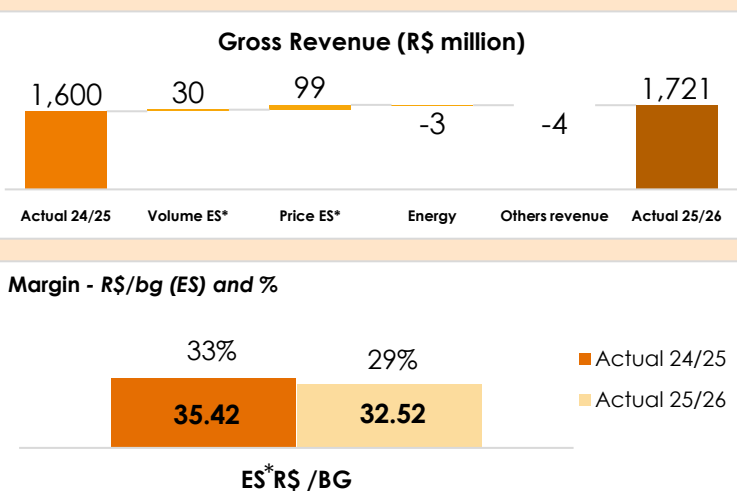 Gross Revenue (R$ million)
1,600 30 99 -3 -4 1,721
Actual 24/25 Volume ES* Price ES* Energy Others revenue Actual 25/26
Margin - R$/bg (ES) and %
33% 29%
35.42 32.52
Actual 24/25
Actual 25/26
ES*R$ /BG